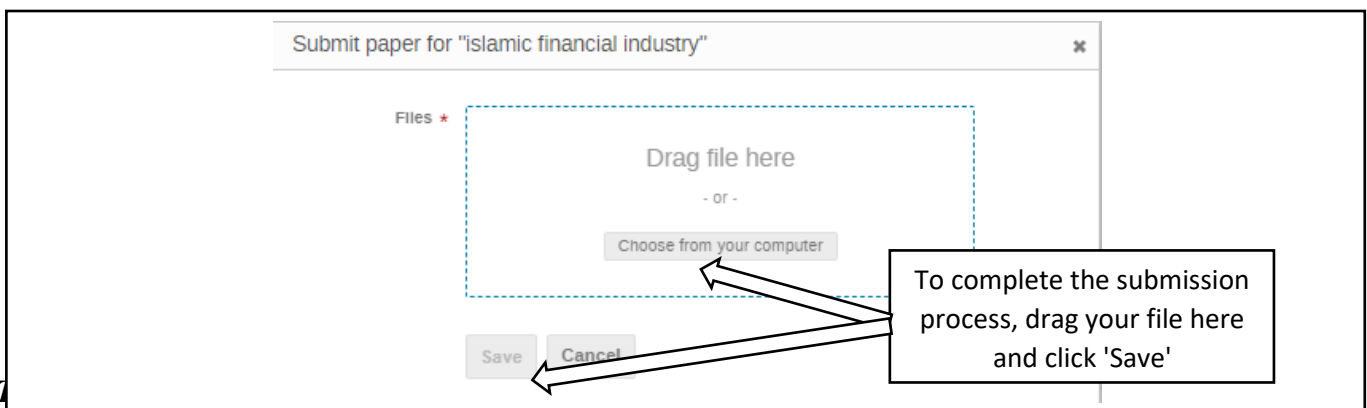 Submit paper for "islamic financial industry"
Files *
Drag file here
- or -
Choose from your computer
Save Cancel
To complete the submission
process, drag your file here
and click 'Save'